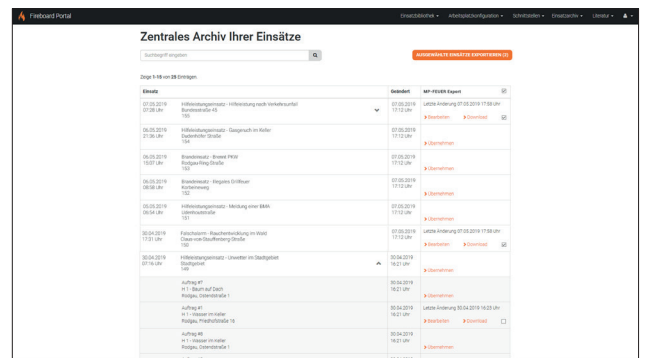 Fireboard Portal
Einsatzbibliothek Arbeitsplatzkonfiguration Schnittstellen Einsatzarchiv Literatur
Zentrales Archiv Ihrer Einsätze
Suchbegriff eingeben
AUSGEWÄHLTE EINSÄTZE EXPORTIEREN (2)
Zeige 1-15 von 25 Einträgen.
Einsatz Geändert MP-FEUER Expert
07.05.2019 Hilfeleistungseinsatz - Hilfeleistung nach Verkehrsunfall 07.05.2019 Letzte Änderung 07.05.2019 17:58 Uhr
07:28 Uhr Bundesstraße 45 17:12 Uhr
155 > Bearbeiten > Download
06.05.2019 Hilfeleistungseinsatz - Gasgeruch im Keller 07.05.2019
21:36 Uhr Dudenhöfer Straße 17:12 Uhr
154 > Übernehmen
06.05.2019 Brandeinsatz - Brennt PKW 07.05.2019
15:07 Uhr Rodgau-Ring-Straße 17:12 Uhr
153 > Übernehmen
06.05.2019 Brandeinsatz - illegales Grillfeuer 07.05.2019
08:58 Uhr 17:12 Uhr
152 > Übernehmen
05.05.2019 Hilfeleistungseinsatz - Meldung einer BMA 07.05.2019
06:54 Uhr Udenhoutstraße 17:12 Uhr
151 > Übernehmen
30.04.2019 Falschalarm - Rauchentwicklung im Wald 07.05.2019 Letzte Änderung 07.05.2019 17:58 Uhr
17:51 Uhr Claus-von-Stauffenberg-Straße 17:12 Uhr
150 > Bearbeiten > Download
30.04.2019 Hilfeleistungseinsatz - Unwetter im Stadtgebiet 30.04.2019
07:16 Uhr Stadtgebiet 16:21 Uhr
149 > Übernehmen
Auftrag #7 30.04.2019
H 1 - Baum auf Dach 16:21 Uhr
Rodgau, Ostendstraße 1 > Übernehmen
Auftrag #1 30.04.2019 Letzte Änderung 30.04.2019 16:23 Uhr
H 1 - Wasser im Keller 16:21 Uhr
Rodgau, Friedhofstraße 16 > Bearbeiten > Download
Auftrag #8 30.04.2019
H 1 - Wasser im Keller 16:21 Uhr
Rodgau, Ostendstraße 1 > Übernehmen